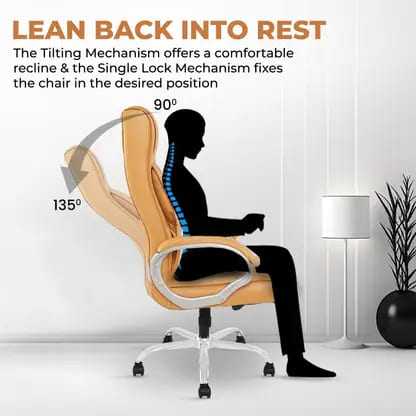 LEAN BACK INTO REST
The Tilting Mechanism offers a comfortable
recline & the Single Lock Mechanism fixes
the chair in the desired position
90⁰
135⁰